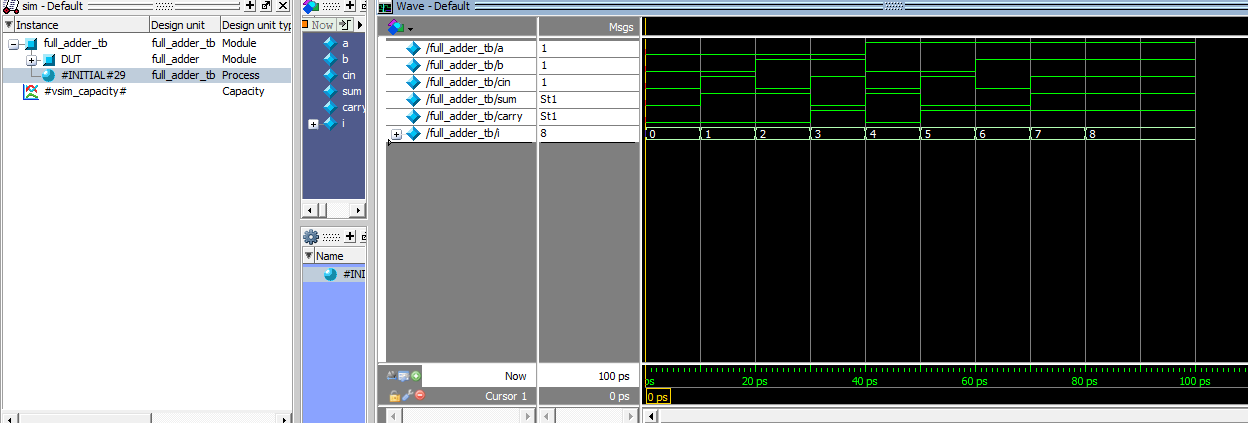 sim - Default
Instance Design unit Design unit typ
full_adder_tb full_adder_tb Module
DUT full_adder Module
#INITIAL#29 full_adder_tb Process
#vsim_capacity# Capacity
Now
a
b
cin
sum
carry
i
Name
#INI
Wave - Default
Msgs
/full_adder_tb/a 1
/full_adder_tb/b 1
/full_adder_tb/cin 1
/full_adder_tb/sum St1
/full_adder_tb/carry St1
/full_adder_tb/i 8 0 1 2 3 4 5 6 7 8
Now 100 ps ps 20 ps 40 ps 60 ps 80 ps 100 ps
Cursor 1 0 ps 0 ps